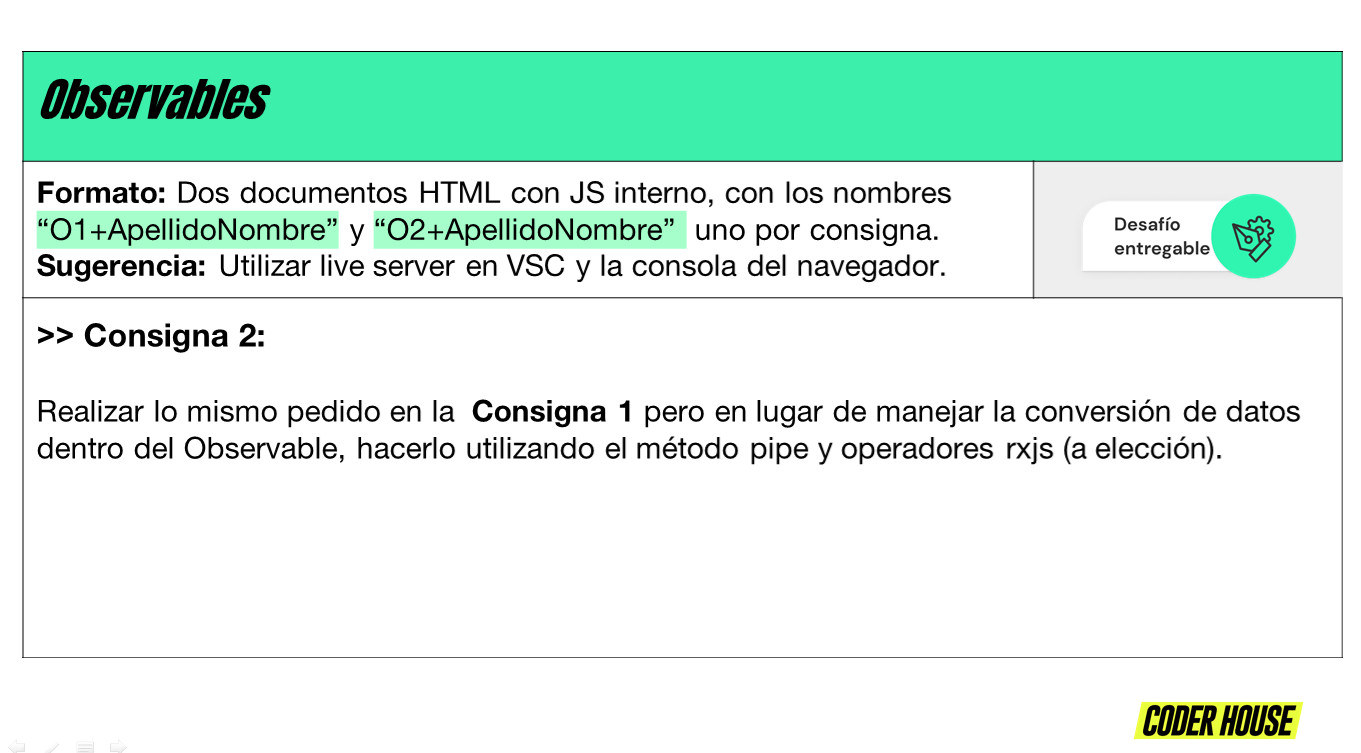 Observables
Formato: Dos documentos HTML con JS interno, con los nombres
“O1+ApellidoNombre” y “O2+ApellidoNombre” uno por consigna.
Sugerencia: Utilizar live server en VSC y la consola del navegador.
Desafío
entregable
>> Consigna 2:
Realizar lo mismo pedido en la Consigna 1 pero en lugar de manejar la conversión de datos
dentro del Observable, hacerlo utilizando el método pipe y operadores rxjs (a elección).
CODER HOUSE